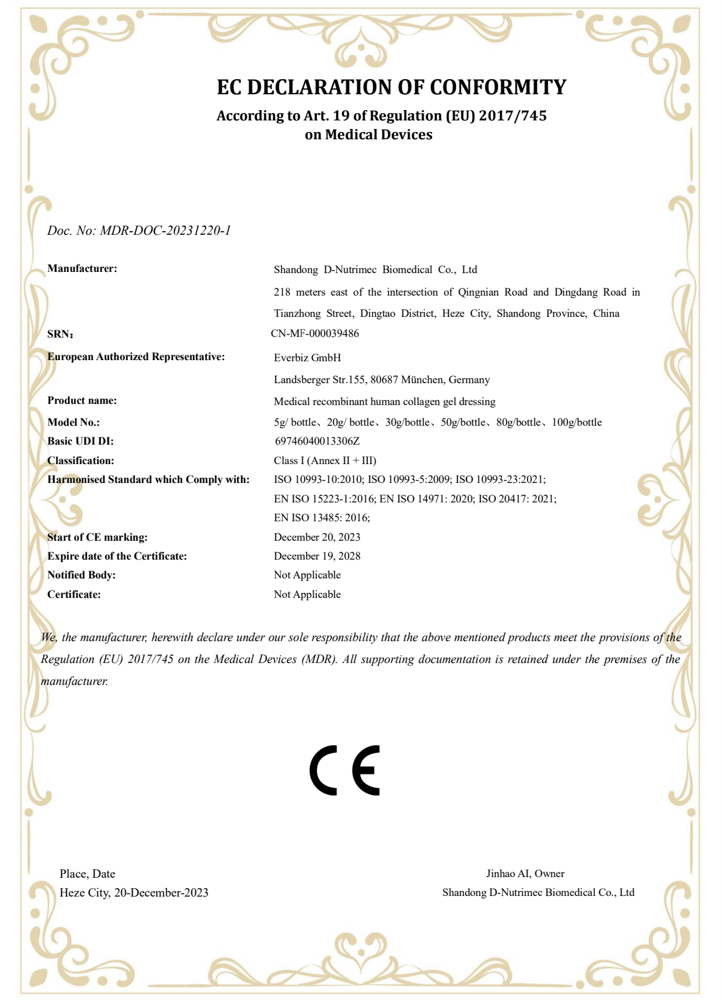 EC DECLARATION OF CONFORMITY
According to Art. 19 of Regulation (EU) 2017/745
on Medical Devices
Doc. No: MDR-DOC-20231220-1
Manufacturer: Shandong D-Nutrimec Biomedical Co., Ltd
218 meters east of the intersection of Qingnian Road and Dingdang Road in
Tianzhong Street, Dingtao District, Heze City, Shandong Province, China
SRN： CN-MF-000039486
European Authorized Representative: Everbiz GmbH
Landsberger Str.155, 80687 München, Germany
Product name: Medical recombinant human collagen gel dressing
Model No.: 5g/ bottle、20g/ bottle、30g/bottle、50g/bottle、80g/bottle、100g/bottle
Basic UDI DI: 69746040013306Z
Classification: Class I (Annex II + III)
Harmonised Standard which Comply with: ISO 10993-10:2010; ISO 10993-5:2009; ISO 10993-23:2021;
EN ISO 15223-1:2016; EN ISO 14971: 2020; ISO 20417: 2021;
EN ISO 13485: 2016;
Start of CE marking: December 20, 2023
Expire date of the Certificate: December 19, 2028
Notified Body: Not Applicable
Certificate: Not Applicable
We, the manufacturer, herewith declare under our sole responsibility that the above mentioned products meet the provisions of the
Regulation (EU) 2017/745 on the Medical Devices (MDR). All supporting documentation is retained under the premises of the
manufacturer.
CE
Place, Date
Heze City, 20-December-2023
Jinhao AI, Owner
Shandong D-Nutrimec Biomedical Co., Ltd